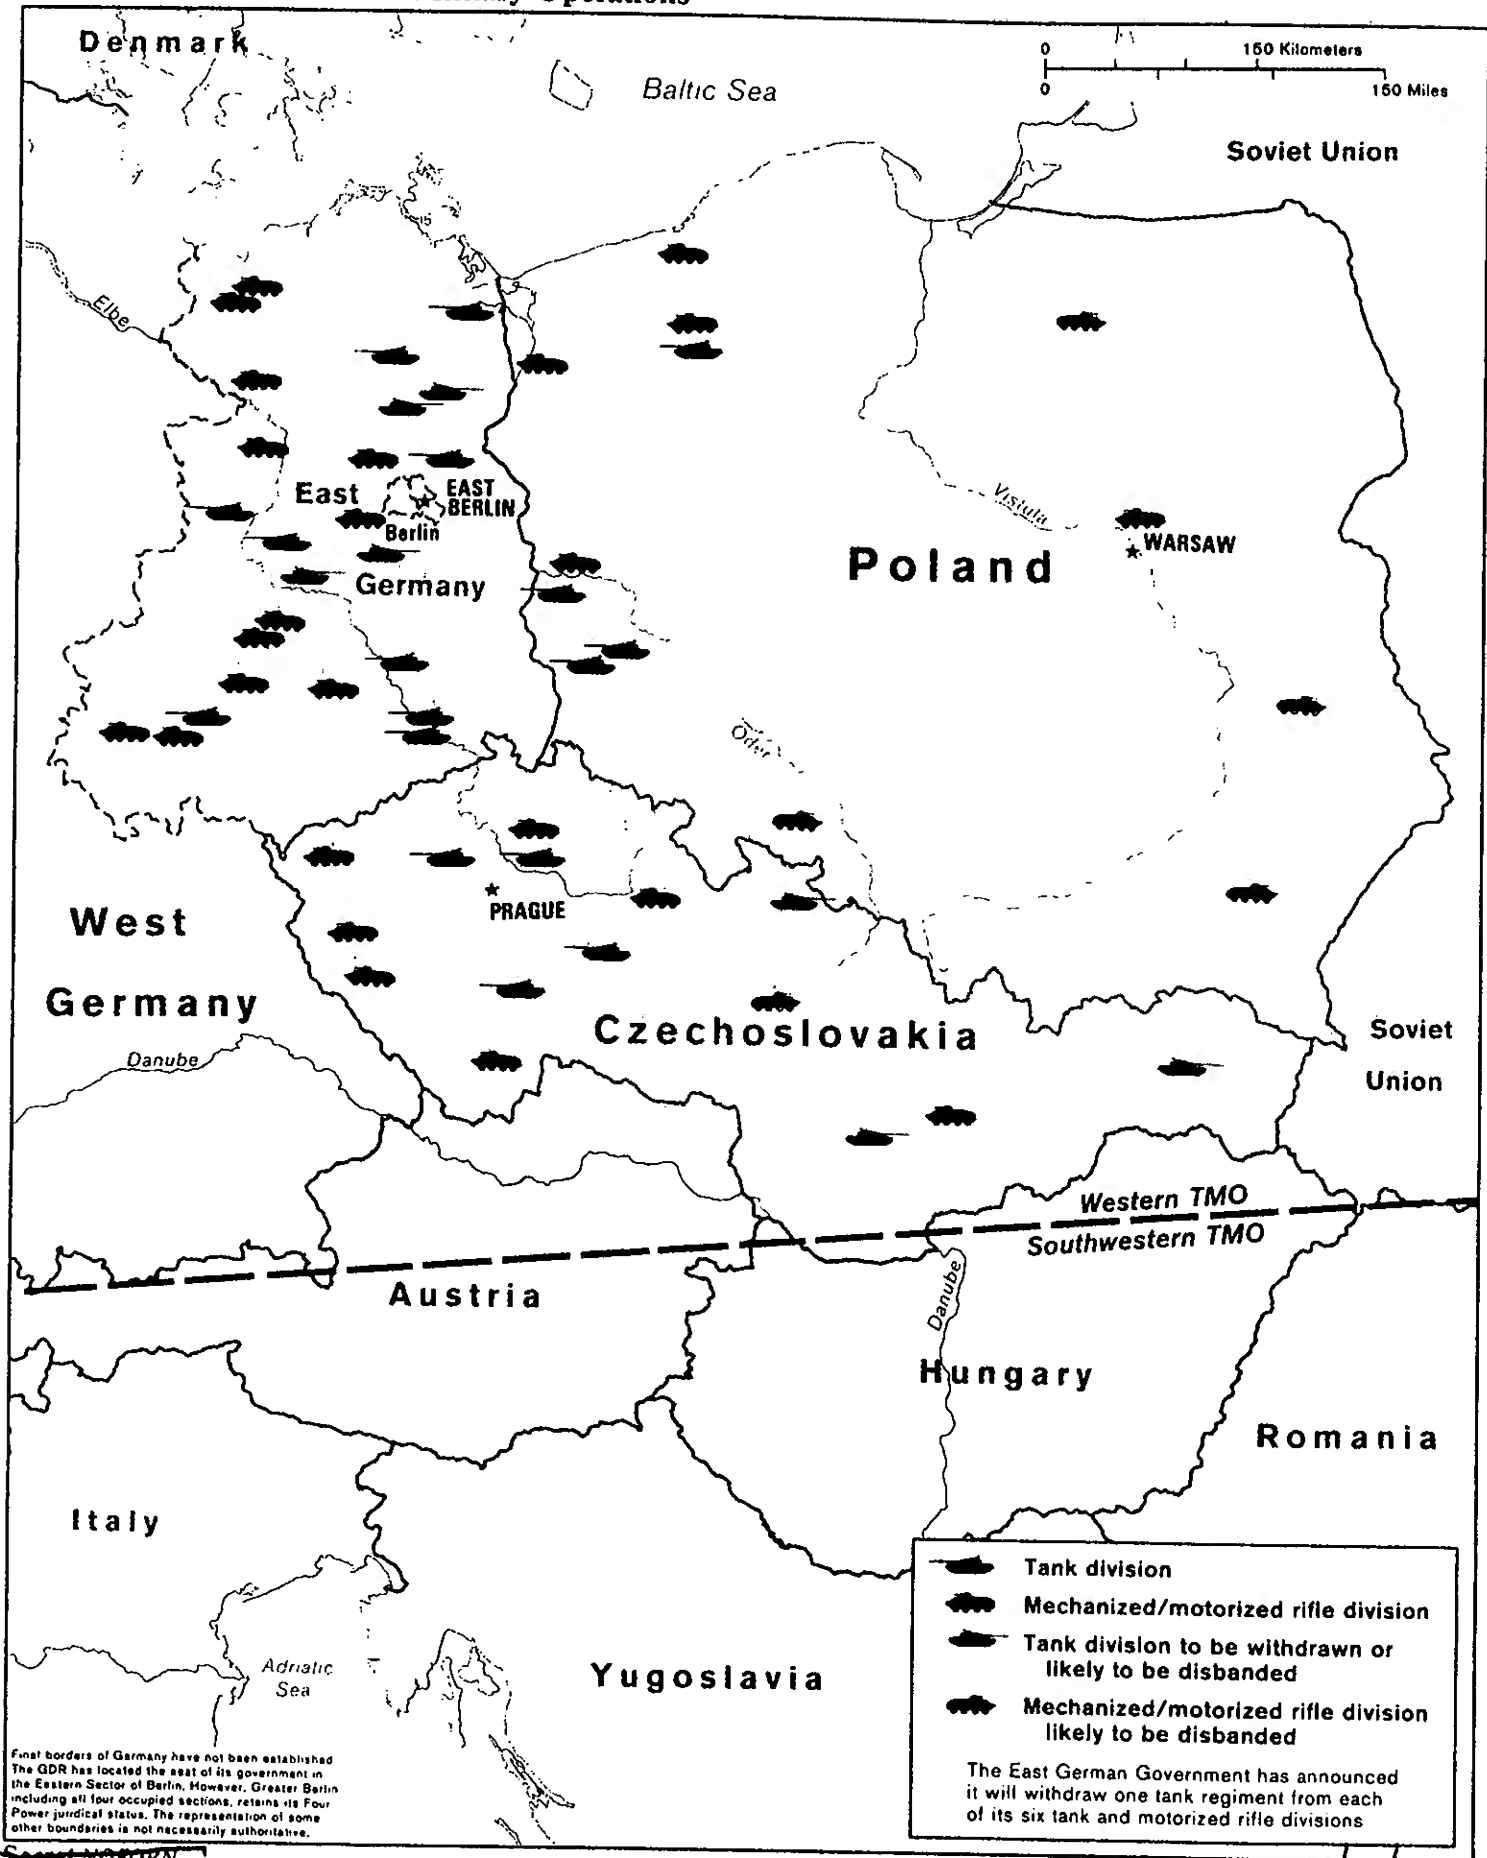 Operations
Denmark
Baltic Sea
0 150 Kilometers
0 150 Miles
Soviet Union
Elbe
East
Germany
EAST
BERLIN
Berlin
Vistula
WARSAW
Poland
Oder
PRAGUE
West
Germany
Danube
Czechoslovakia
Soviet
Union
Western TMO
Southwestern TMO
Austria
Danube
Hungary
Romania
Italy
Adriatic
Sea
Yugoslavia
Tank division
Mechanized/motorized rifle division
Tank division to be withdrawn or
likely to be disbanded
Mechanized/motorized rifle division
likely to be disbanded
The East German Government has announced
it will withdraw one tank regiment from each
of its six tank and motorized rifle divisions
Final borders of Germany have not been established
The GDR has located the seat of its government in
the Eastern Sector of Berlin. However, Greater Berlin
including all four occupied sections, retains its Four
Power juridical status. The representation of some
other boundaries is not necessarily authoritative.